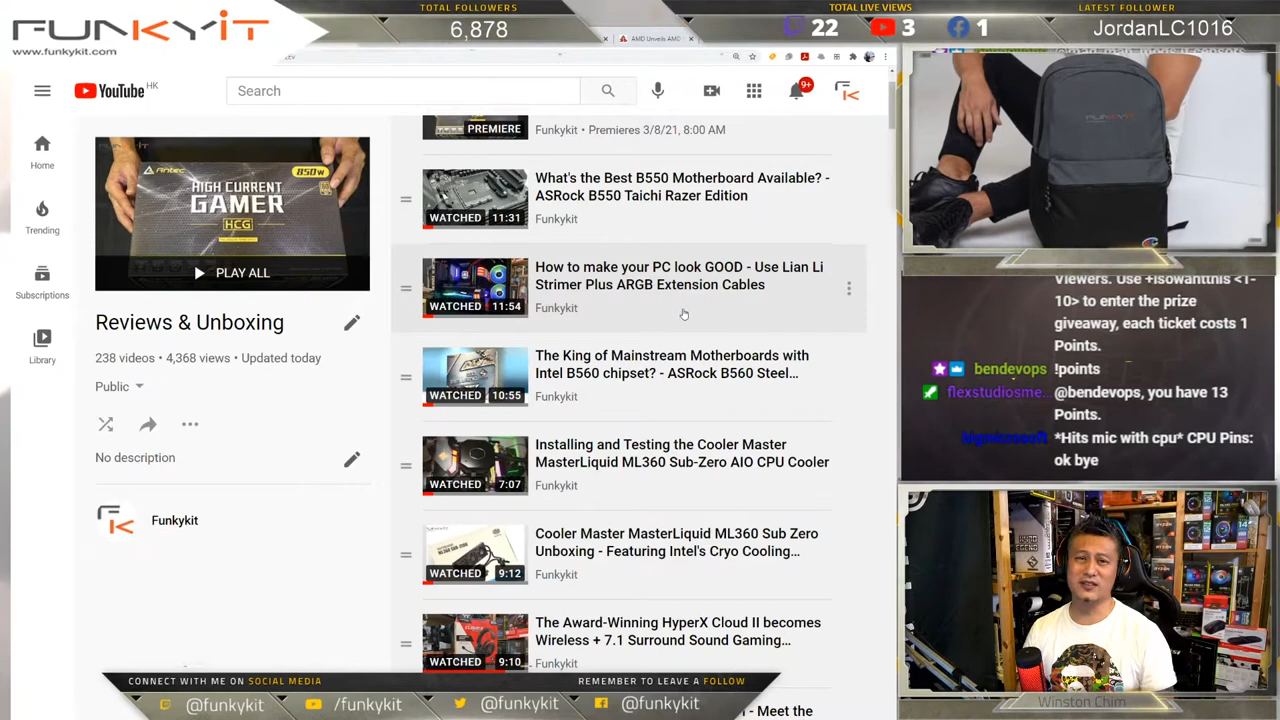 FUNKYIT
www.funkykit.com
TOTAL FOLLOWERS
6,878
TOTAL LIVE VIEWS
22 3 1
LATEST FOLLOWER
JordanLC1016
AMD Unveils AMD
YouTube HK
Search
9+
Home
Trending
Subscriptions
Library
Antec
850w
HIGH CURRENT
GAMER
HCG
PLAY ALL
Reviews & Unboxing
238 videos • 4,368 views • Updated today
Public
No description
Funkykit
PREMIERE
Funkykit • Premieres 3/8/21, 8:00 AM
What's the Best B550 Motherboard Available? -
ASRock B550 Taichi Razer Edition
Funkykit
WATCHED 11:31
How to make your PC look GOOD - Use Lian Li
Strimer Plus ARGB Extension Cables
Funkykit
WATCHED 11:54
The King of Mainstream Motherboards with
Intel B560 chipset? - ASRock B560 Steel...
Funkykit
WATCHED 10:55
Installing and Testing the Cooler Master
MasterLiquid ML360 Sub-Zero AIO CPU Cooler
Funkykit
WATCHED 7:07
Cooler Master MasterLiquid ML360 Sub Zero
Unboxing - Featuring Intel's Cryo Cooling...
Funkykit
WATCHED 9:12
The Award-Winning HyperX Cloud II becomes
Wireless + 7.1 Surround Sound Gaming...
Funkykit
WATCHED 9:10
- Meet the
FUNKYIT
viewers. Use +isowantthis <1-
10> to enter the prize
giveaway, each ticket costs 1
Points.
bendevops !points
flexstudiosme... @bendevops, you have 13
Points.
bigmicrosoft *Hits mic with cpu* CPU Pins:
ok bye
Winston Chim
CONNECT WITH ME ON SOCIAL MEDIA
REMEMBER TO LEAVE A FOLLOW
@funkykit /funkykit @funkykit @funkykit